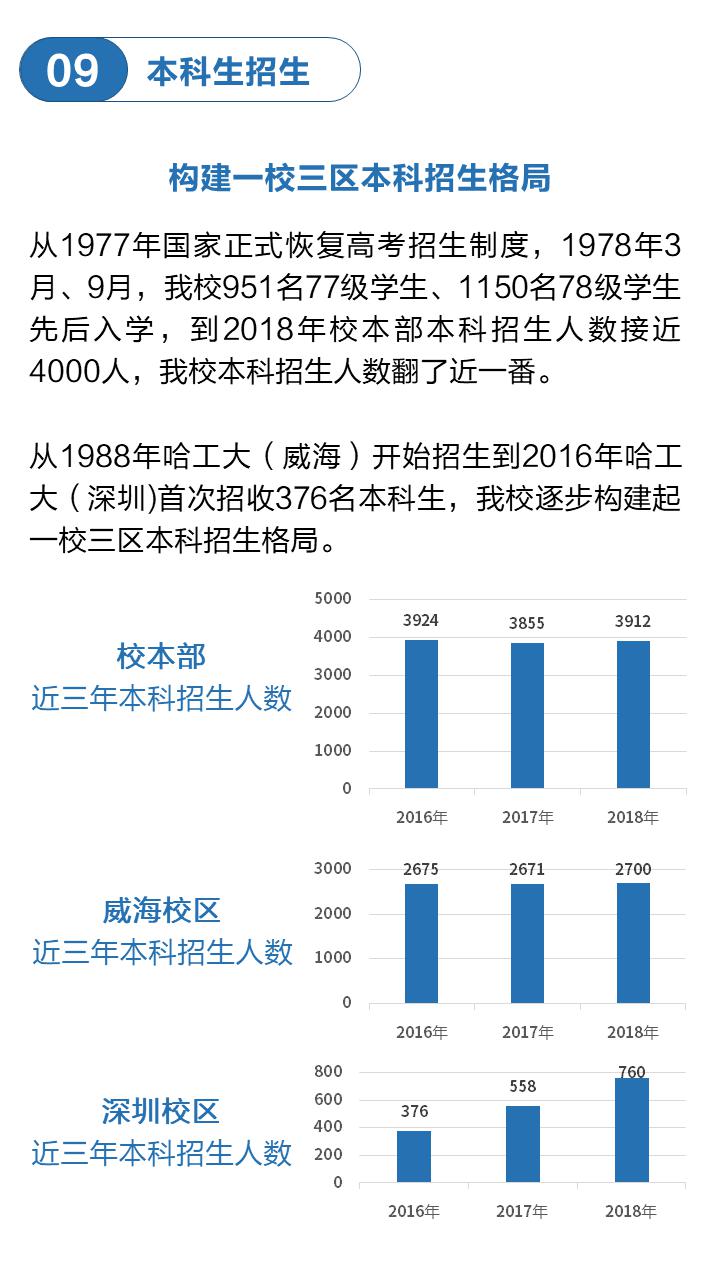 09 本科生招生
构建一校三区本科招生格局
从1977年国家正式恢复高考招生制度，1978年3
月、9月，我校951名77级学生、1150名78级学生
先后入学，到2018年校本部本科招生人数接近
4000人，我校本科招生人数翻了近一番。
从1988年哈工大（威海）开始招生到2016年哈工
大（深圳)首次招收376名本科生，我校逐步构建起
一校三区本科招生格局。
校本部
近三年本科招生人数
5000
4000
3000
2000
1000
0
3924 3855 3912
2016年 2017年 2018年
威海校区
近三年本科招生人数
3000
2000
1000
0
2675 2671 2700
2016年 2017年 2018年
深圳校区
近三年本科招生人数
800
600
400
200
0
376 558 760
2016年 2017年 2018年